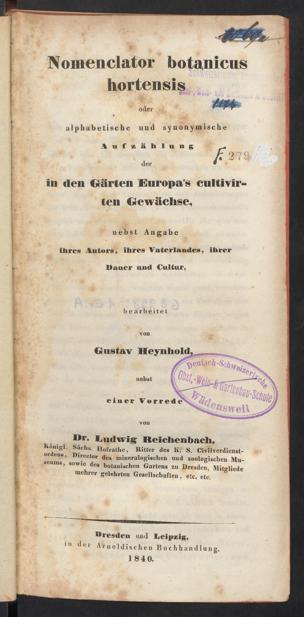 Nomenclator botanicus
hortensis
oder
alphabetische und synonymische
Aufzählung
der
in den Gärten Europa's cultivir-
ten Gewächse,
nebst Angabe
ihres Autors, ihres Vaterlandes, ihrer
Dauer und Cultur,
bearbeitet
von
Gustav Heynhold,
nebst
einer Vorrede
von
Dr. Ludwig Reichenbach,
Königl. Sächs. Hofrathe, Ritter des K. S. Civilverdienst-
ordens, Director des mineralogischen und zoologischen Mu-
seums, sowie des botanischen Gartens zu Dresden, Mitgliede
mehrer gelehrten Gesellschaften, etc. etc.
Dresden und Leipzig,
in der Arnoldischen Buchhandlung.
1840.
F. 279
Deutsch-Schweizerische
Obst-, Wein- & Gartenbau-Schule
Wädensweil